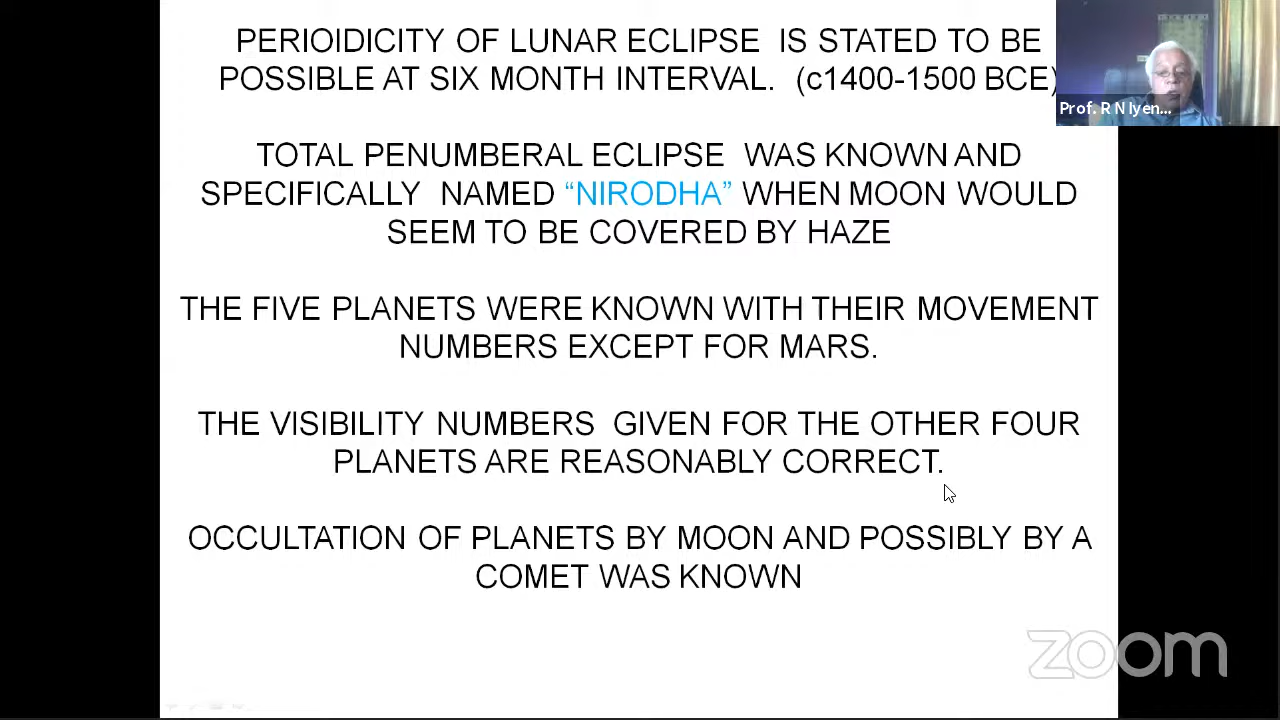 PERIOIDICITY OF LUNAR ECLIPSE IS STATED TO BE
POSSIBLE AT SIX MONTH INTERVAL. (c1400-1500 BCE)
Prof. R N Iyen...
TOTAL PENUMBERAL ECLIPSE WAS KNOWN AND
SPECIFICALLY NAMED “NIRODHA” WHEN MOON WOULD
SEEM TO BE COVERED BY HAZE
THE FIVE PLANETS WERE KNOWN WITH THEIR MOVEMENT
NUMBERS EXCEPT FOR MARS.
THE VISIBILITY NUMBERS GIVEN FOR THE OTHER FOUR
PLANETS ARE REASONABLY CORRECT.
OCCULTATION OF PLANETS BY MOON AND POSSIBLY BY A
COMET WAS KNOWN
zoom